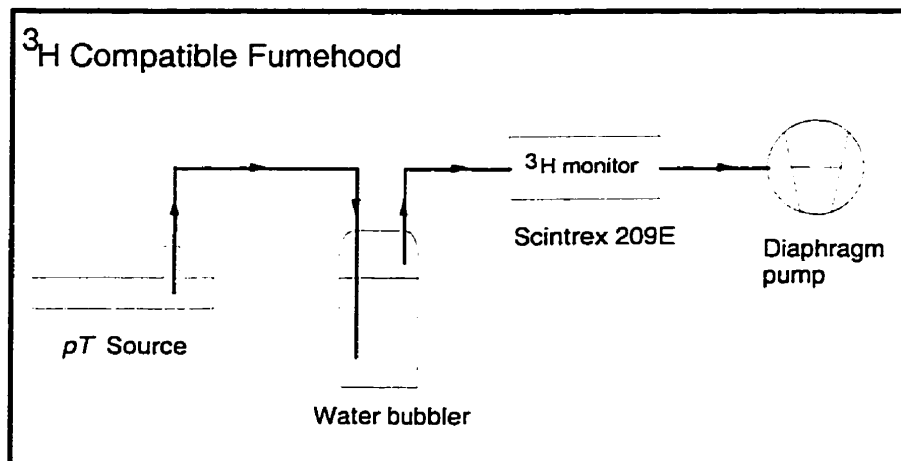 ³H Compatible Fumehood
³H monitor
Scintrex 209E
Diaphragm
pump
pT Source
Water bubbler